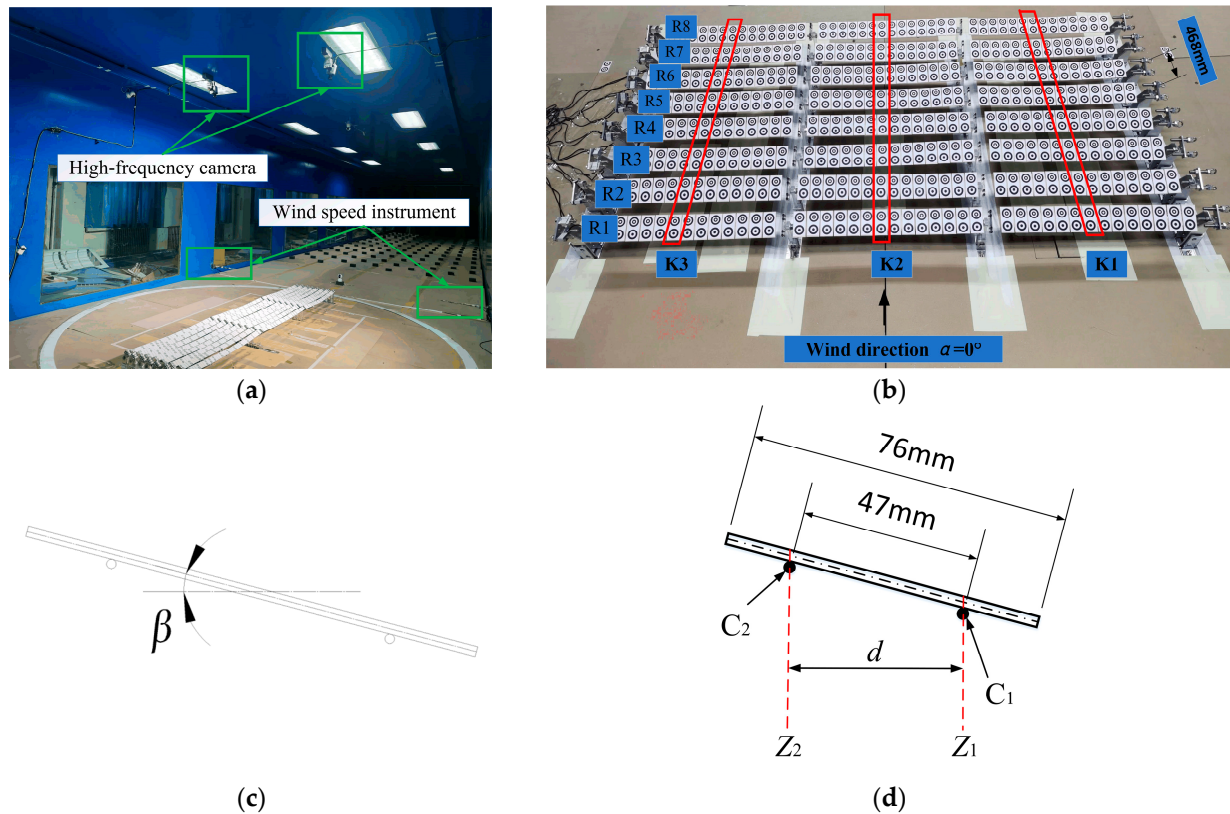 High-frequency camera
Wind speed instrument
(a)
R8
R7
R6
R5
R4
R3
R2
R1
468mm
K3
K2
K1
Wind direction α=0°
(b)
β
(c)
76mm
47mm
C2
d
C1
Z2
Z1
(d)